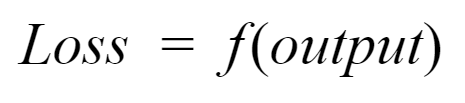 Loss = f(output)